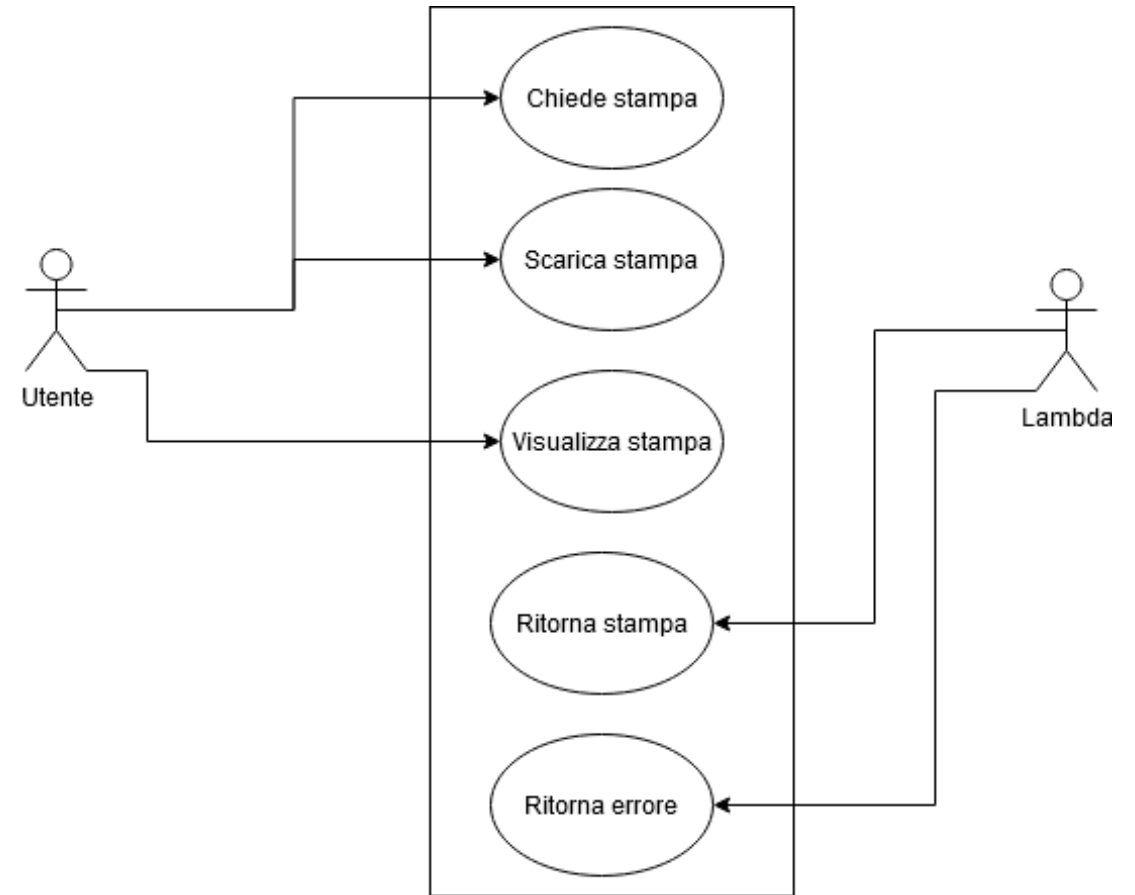 Chiede stampa
Scarica stampa
Utente
Visualizza stampa
Lambda
Ritorna stampa
Ritorna errore